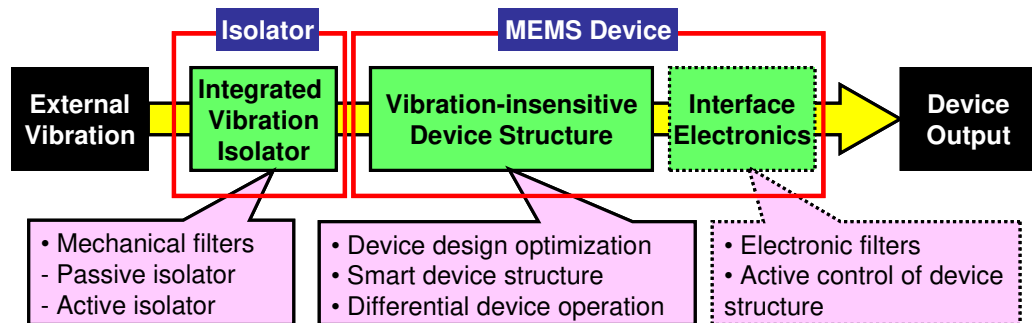 Isolator
MEMS Device
External
Vibration
Integrated
Vibration
Isolator
Vibration-insensitive
Device Structure
Interface
Electronics
Device
Output
• Mechanical filters
- Passive isolator
- Active isolator
• Device design optimization
• Smart device structure
• Differential device operation
• Electronic filters
• Active control of device
structure